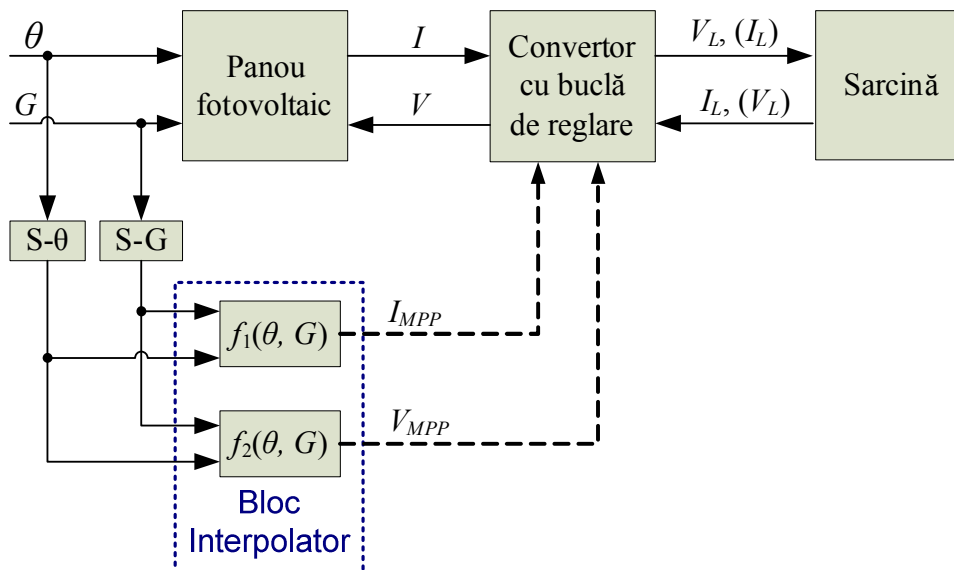 θ
G
Panou
fotovoltaic
I
V
Convertor
cu buclă
de reglare
V_L, (I_L)
I_L, (V_L)
Sarcină
S-θ
S-G
f_1(θ, G)
I_MPP
f_2(θ, G)
V_MPP
Bloc
Interpolator